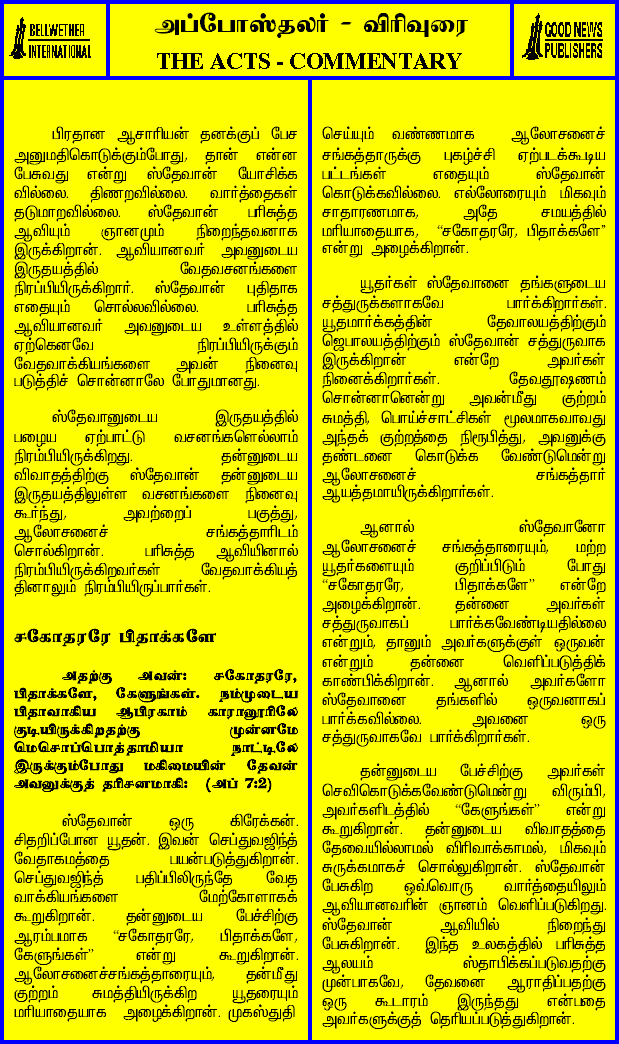 BELLWETHER
INTERNATIONAL
அப்போஸ்தலர் - விரிவுரை
THE ACTS - COMMENTARY
GOOD NEWS
PUBLISHERS
பிரதான ஆசாரியன் தனக்குப் பேச
அனுமதிகொடுக்கும்போது, தான் என்ன
பேசுவது என்று ஸ்தேவான் யோசிக்க
வில்லை. திணறவில்லை. வார்த்தைகள்
தடுமாறவில்லை. ஸ்தேவான் பரிசுத்த
ஆவியும் ஞானமும் நிறைந்தவனாக
இருக்கிறான். ஆவியானவர் அவனுடைய
இருதயத்தில் வேதவசனங்களை
நிரப்பியிருக்கிறார். ஸ்தேவான் புதிதாக
எதையும் சொல்லவில்லை. பரிசுத்த
ஆவியானவர் அவனுடைய உள்ளத்தில்
ஏற்கெனவே நிரப்பியிருக்கும்
வேதவாக்கியங்களை அவன் நினைவு
படுத்திச் சொன்னாலே போதுமானது.
ஸ்தேவானுடைய இருதயத்தில்
பழைய ஏற்பாட்டு வசனங்களெல்லாம்
நிரம்பியிருக்கிறது. தன்னுடைய
விவாதத்திற்கு ஸ்தேவான் தன்னுடைய
இருதயத்திலுள்ள வசனங்களை நினைவு
கூர்ந்து, அவற்றைப் பகுத்து,
ஆலோசனைச் சங்கத்தாரிடம்
சொல்கிறான். பரிசுத்த ஆவியினால்
நிரம்பியிருக்கிறவர்கள் வேதவாக்கியத்
தினாலும் நிரம்பியிருப்பார்கள்.
சகோதரரே பிதாக்களே
அதற்கு அவன்: சகோதரரே,
பிதாக்களே, கேளுங்கள். நம்முடைய
பிதாவாகிய ஆபிரகாம் காரானூரிலே
குடியிருக்கிறதற்கு முன்னமே
மெசொப்பொத்தாமியா நாட்டிலே
இருக்கும்போது மகிமையின் தேவன்
அவனுக்குத் தரிசனமாகி: (அப் 7:2)
ஸ்தேவான் ஒரு கிரேக்கன்.
சிதறிப்போன யூதன். இவன் செப்துவஜிந்த்
வேதாகமத்தை பயன்படுத்துகிறான்.
செப்துவஜிந்த் பதிப்பிலிருந்தே வேத
வாக்கியங்களை மேற்கோளாகக்
கூறுகிறான். தன்னுடைய பேச்சிற்கு
ஆரம்பமாக “சகோதரரே, பிதாக்களே,
கேளுங்கள்” என்று கூறுகிறான்.
ஆலோசனைச்சங்கத்தாரையும், தன்மீது
குற்றம் சுமத்தியிருக்கிற யூதரையும்
மரியாதையாக அழைக்கிறான். முகஸ்துதி
செய்யும் வண்ணமாக ஆலோசனைச்
சங்கத்தாருக்கு புகழ்ச்சி ஏற்படக்கூடிய
பட்டங்கள் எதையும் ஸ்தேவான்
கொடுக்கவில்லை. எல்லோரையும் மிகவும்
சாதாரணமாக, அதே சமயத்தில்
மரியாதையாக, “சகோதரரே, பிதாக்களே”
என்று அழைக்கிறான்.
யூதர்கள் ஸ்தேவானை தங்களுடைய
சத்துருக்களாகவே பார்க்கிறார்கள்.
யூதமார்க்கத்தின் தேவாலயத்திற்கும்
ஜெபாலயத்திற்கும் ஸ்தேவான் சத்துருவாக
இருக்கிறான் என்றே அவர்கள்
நினைக்கிறார்கள். தேவதூஷணம்
சொன்னானென்று அவன்மீது குற்றம்
சுமத்தி, பொய்ச்சாட்சிகள் மூலமாகவாவது
அந்தக் குற்றத்தை நிரூபித்து, அவனுக்கு
தண்டனை கொடுக்க வேண்டுமென்று
ஆலோசனைச் சங்கத்தார்
ஆயத்தமாயிருக்கிறார்கள்.
ஆனால் ஸ்தேவானோ
ஆலோசனைச் சங்கத்தாரையும், மற்ற
யூதர்களையும் குறிப்பிடும் போது
“சகோதரரே, பிதாக்களே” என்றே
அழைக்கிறான். தன்னை அவர்கள்
சத்துருவாகப் பார்க்கவேண்டியதில்லை
என்றும், தானும் அவர்களுக்குள் ஒருவன்
என்றும் தன்னை வெளிப்படுத்திக்
காண்பிக்கிறான். ஆனால் அவர்களோ
ஸ்தேவானை தங்களில் ஒருவனாகப்
பார்க்கவில்லை. அவனை ஒரு
சத்துருவாகவே பார்க்கிறார்கள்.
தன்னுடைய பேச்சிற்கு அவர்கள்
செவிகொடுக்கவேண்டுமென்று விரும்பி,
அவர்களிடத்தில் “கேளுங்கள்” என்று
கூறுகிறான். தன்னுடைய விவாதத்தை
தேவையில்லாமல் விரிவாக்காமல், மிகவும்
சுருக்கமாகச் சொல்லுகிறான். ஸ்தேவான்
பேசுகிற ஒவ்வொரு வார்த்தையிலும்
ஆவியானவரின் ஞானம் வெளிப்படுகிறது.
ஸ்தேவான் ஆவியில் நிறைந்து
பேசுகிறான். இந்த உலகத்தில் பரிசுத்த
ஆலயம் ஸ்தாபிக்கப்படுவதற்கு
முன்பாகவே, தேவனை ஆராதிப்பதற்கு
ஒரு கூடாரம் இருந்தது என்பதை
அவர்களுக்குத் தெரியப்படுத்துகிறான்.